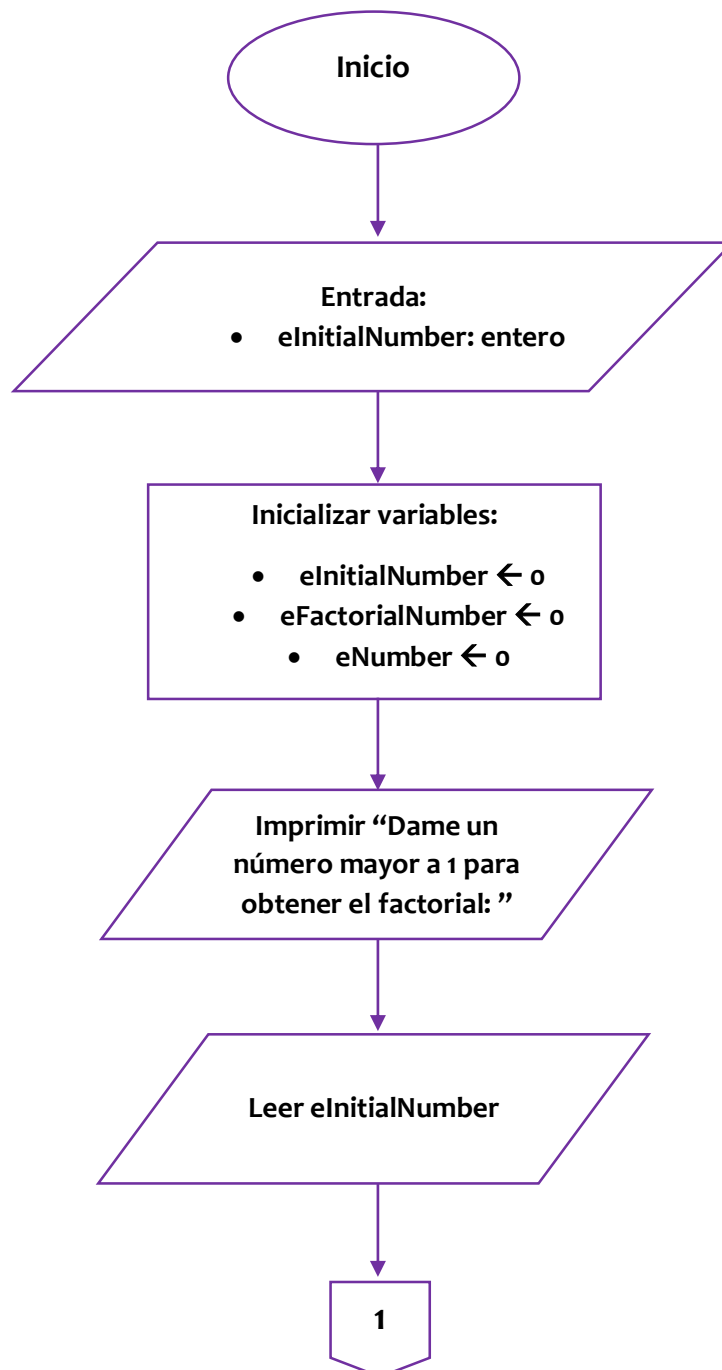 Inicio
Entrada:
• eInitialNumber: entero
Inicializar variables:
• eInitialNumber ← 0
• eFactorialNumber ← 0
• eNumber ← 0
Imprimir “Dame un
número mayor a 1 para
obtener el factorial: ”
Leer eInitialNumber
1